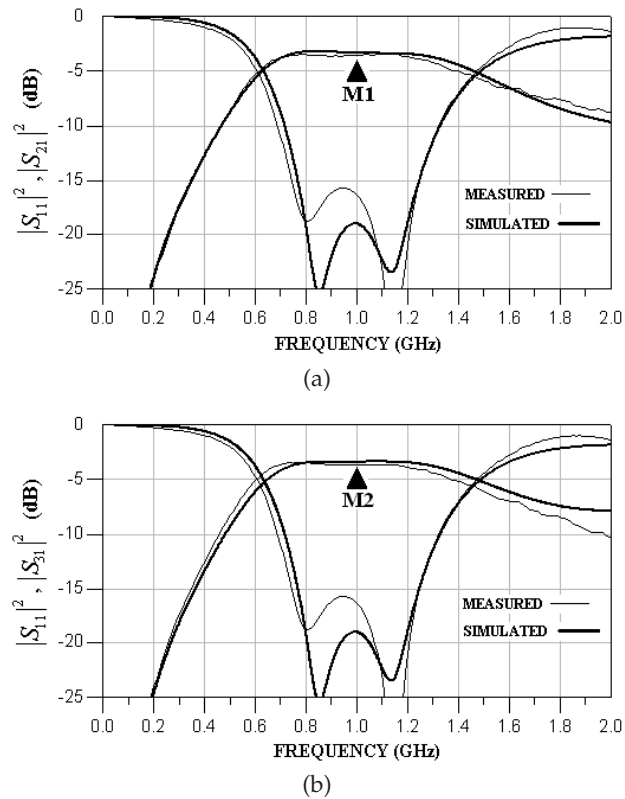 0
-5
-10
-15
-20
-25
|S11|², |S21|² (dB)
M1
MEASURED
SIMULATED
0.0 0.2 0.4 0.6 0.8 1.0 1.2 1.4 1.6 1.8 2.0
FREQUENCY (GHz)
(a)
0
-5
-10
-15
-20
-25
|S11|², |S31|² (dB)
M2
MEASURED
SIMULATED
0.0 0.2 0.4 0.6 0.8 1.0 1.2 1.4 1.6 1.8 2.0
FREQUENCY (GHz)
(b)